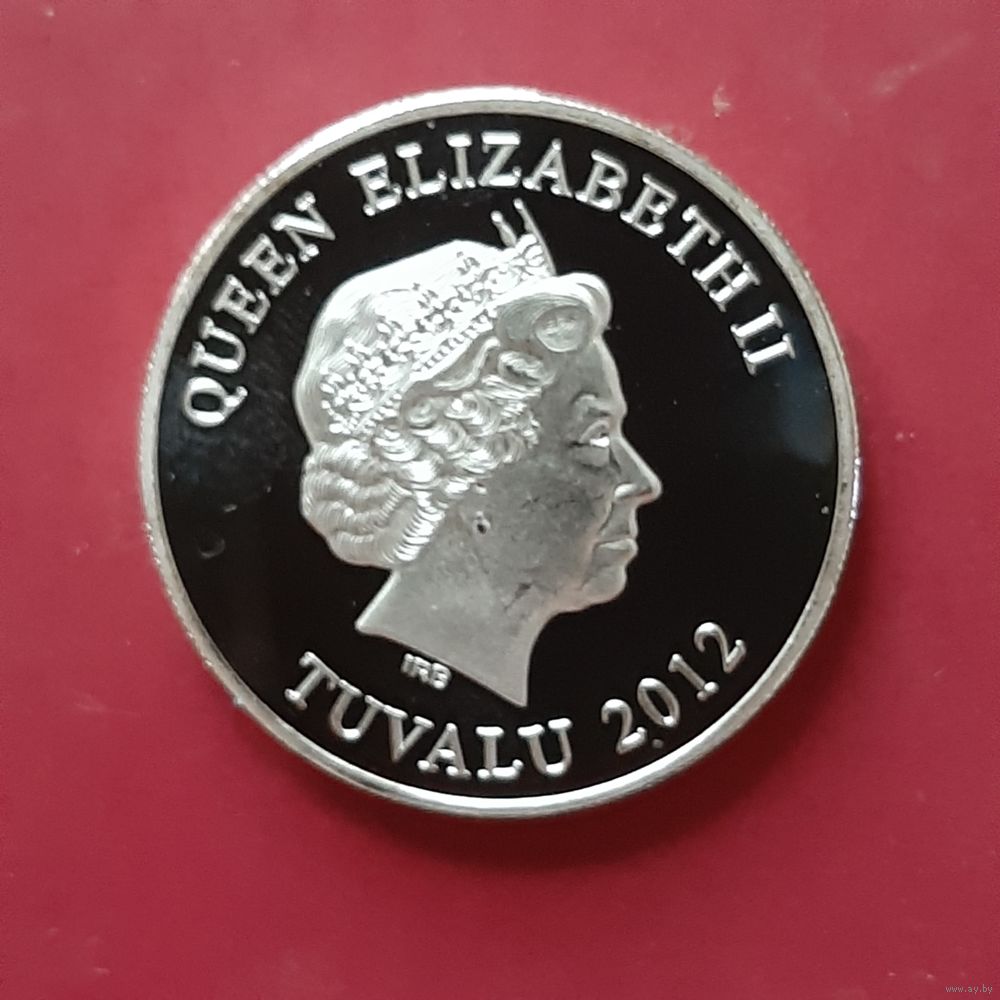 QUEEN ELIZABETH II
IRB
TUVALU 2012
www.ay.by